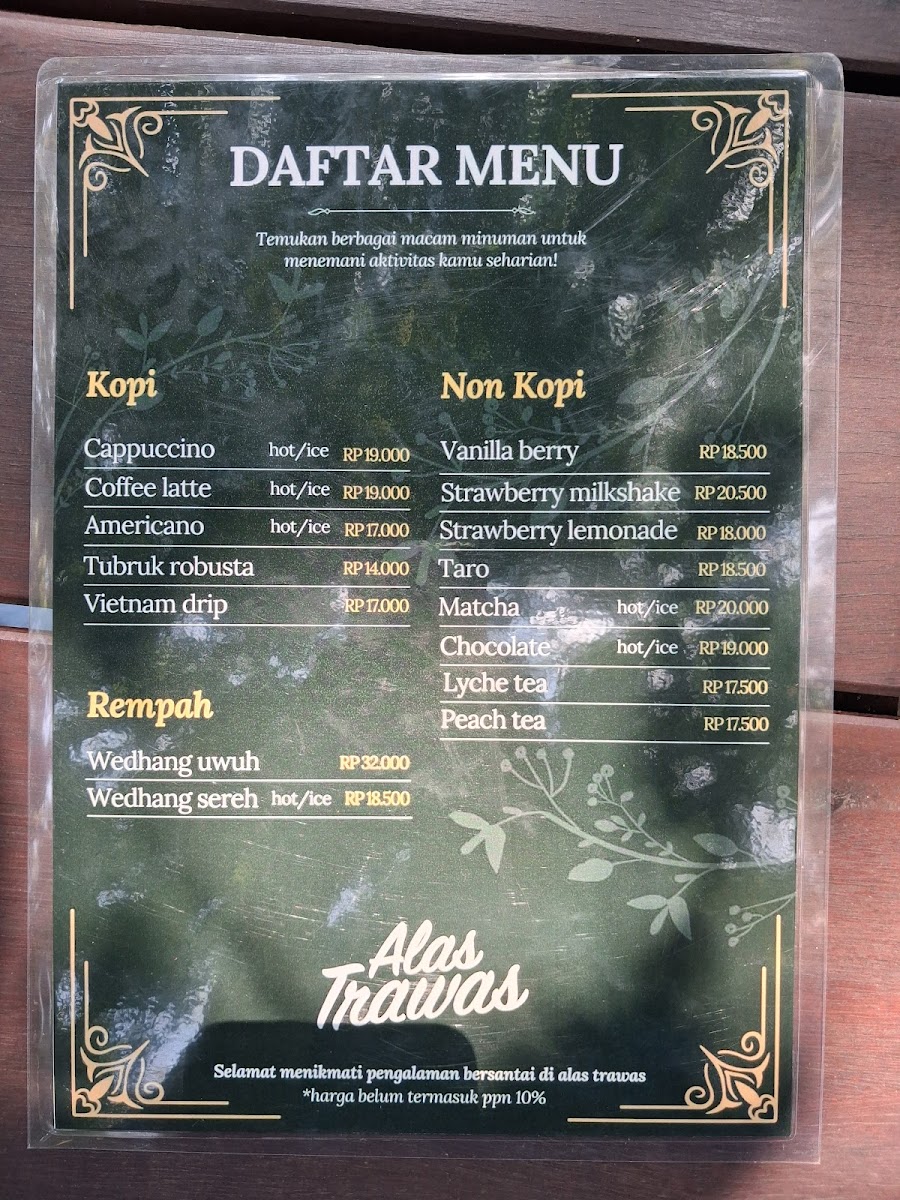 DAFTAR MENU
Temukan berbagai macam minuman untuk
menemani aktivitas kamu seharian!
Kopi
Cappuccino hot/ice RP 19.000
Coffee latte hot/ice RP 19.000
Americano hot/ice RP 17.000
Tubruk robusta RP 14.000
Vietnam drip RP 17.000
Rempah
Wedhang uwuh RP 32.000
Wedhang sereh hot/ice RP 18.500
Non Kopi
Vanilla berry RP 18.500
Strawberry milkshake RP 20.500
Strawberry lemonade RP 18.000
Taro RP 18.500
Matcha hot/ice RP 20.000
Chocolate hot/ice RP 19.000
Lyche tea RP 17.500
Peach tea RP 17.500
Alas
Trawas
Selamat menikmati pengalaman bersantai di alas trawas
*harga belum termasuk ppn 10%